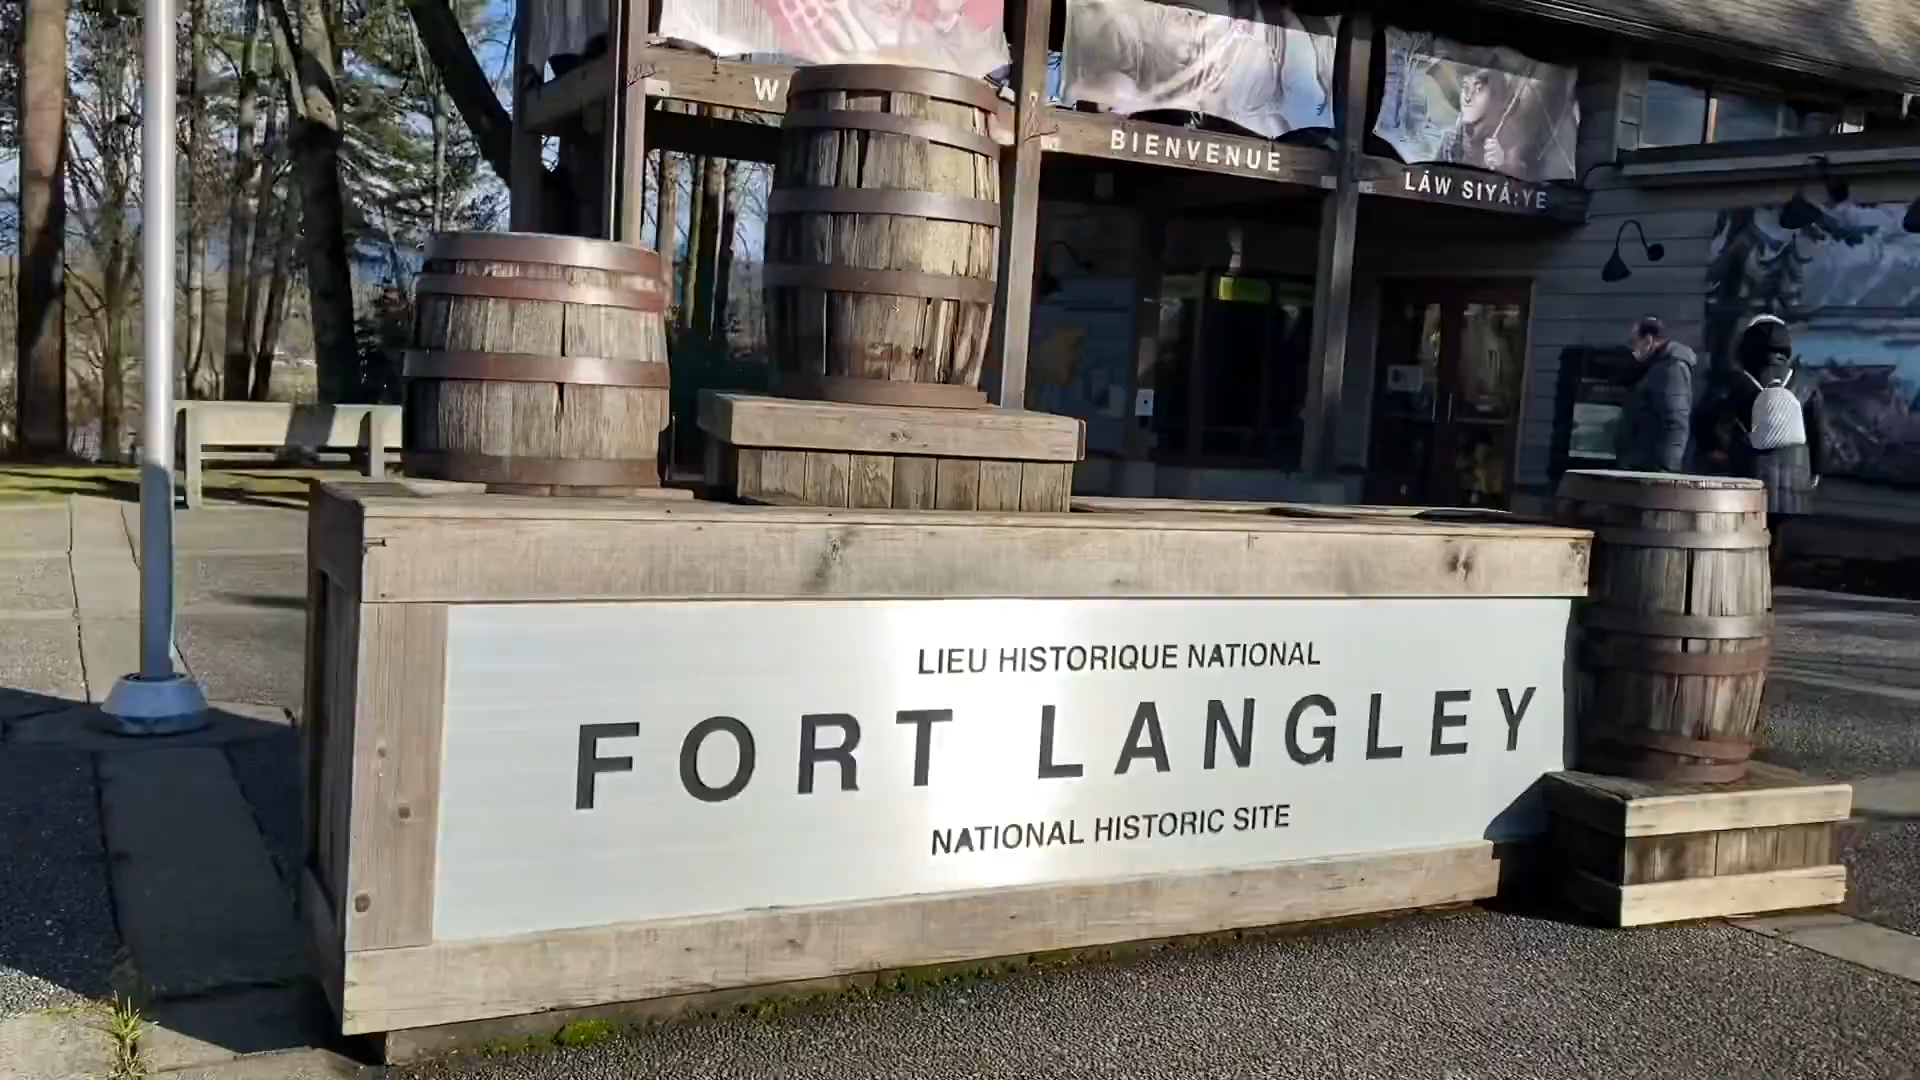 BIENVENUE
LÁW SIYÁ:YE
LIEU HISTORIQUE NATIONAL
FORT LANGLEY
NATIONAL HISTORIC SITE